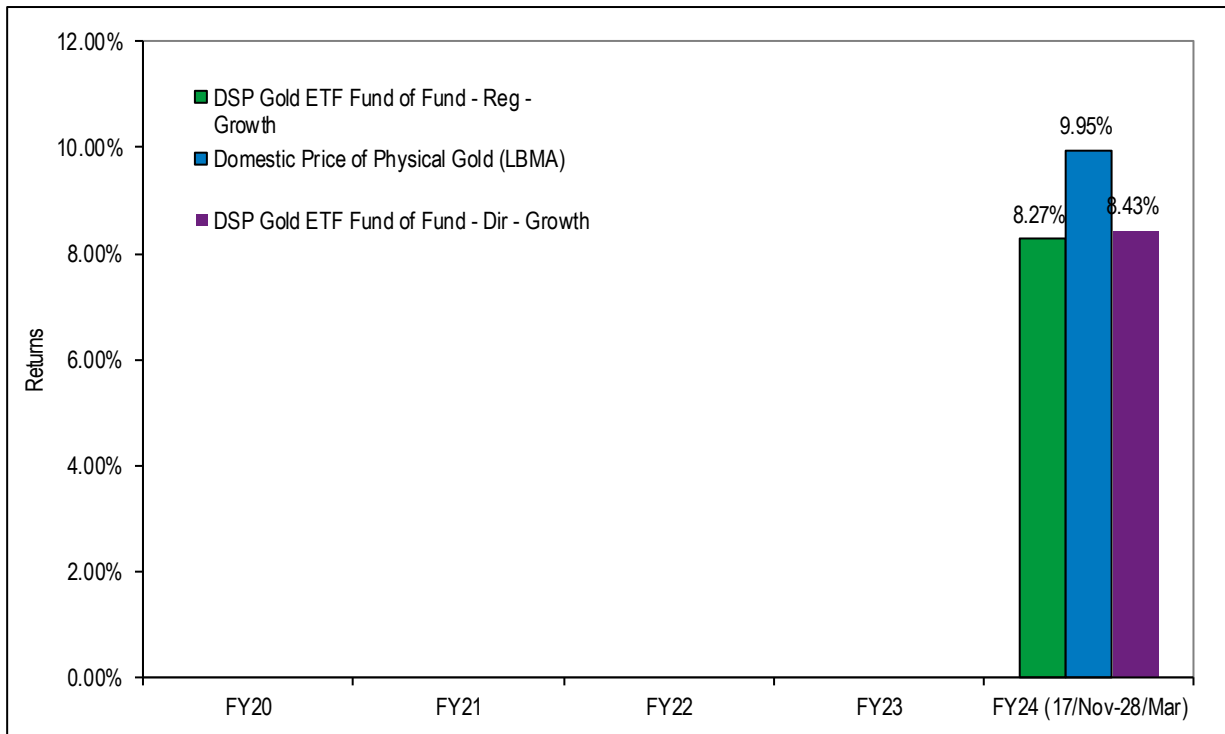 12.00%
10.00%
8.00%
6.00%
4.00%
2.00%
0.00%
Returns
DSP Gold ETF Fund of Fund - Reg -
Growth
Domestic Price of Physical Gold (LBMA)
DSP Gold ETF Fund of Fund - Dir - Growth
8.27%
9.95%
8.43%
FY20
FY21
FY22
FY23
FY24 (17/Nov-28/Mar)